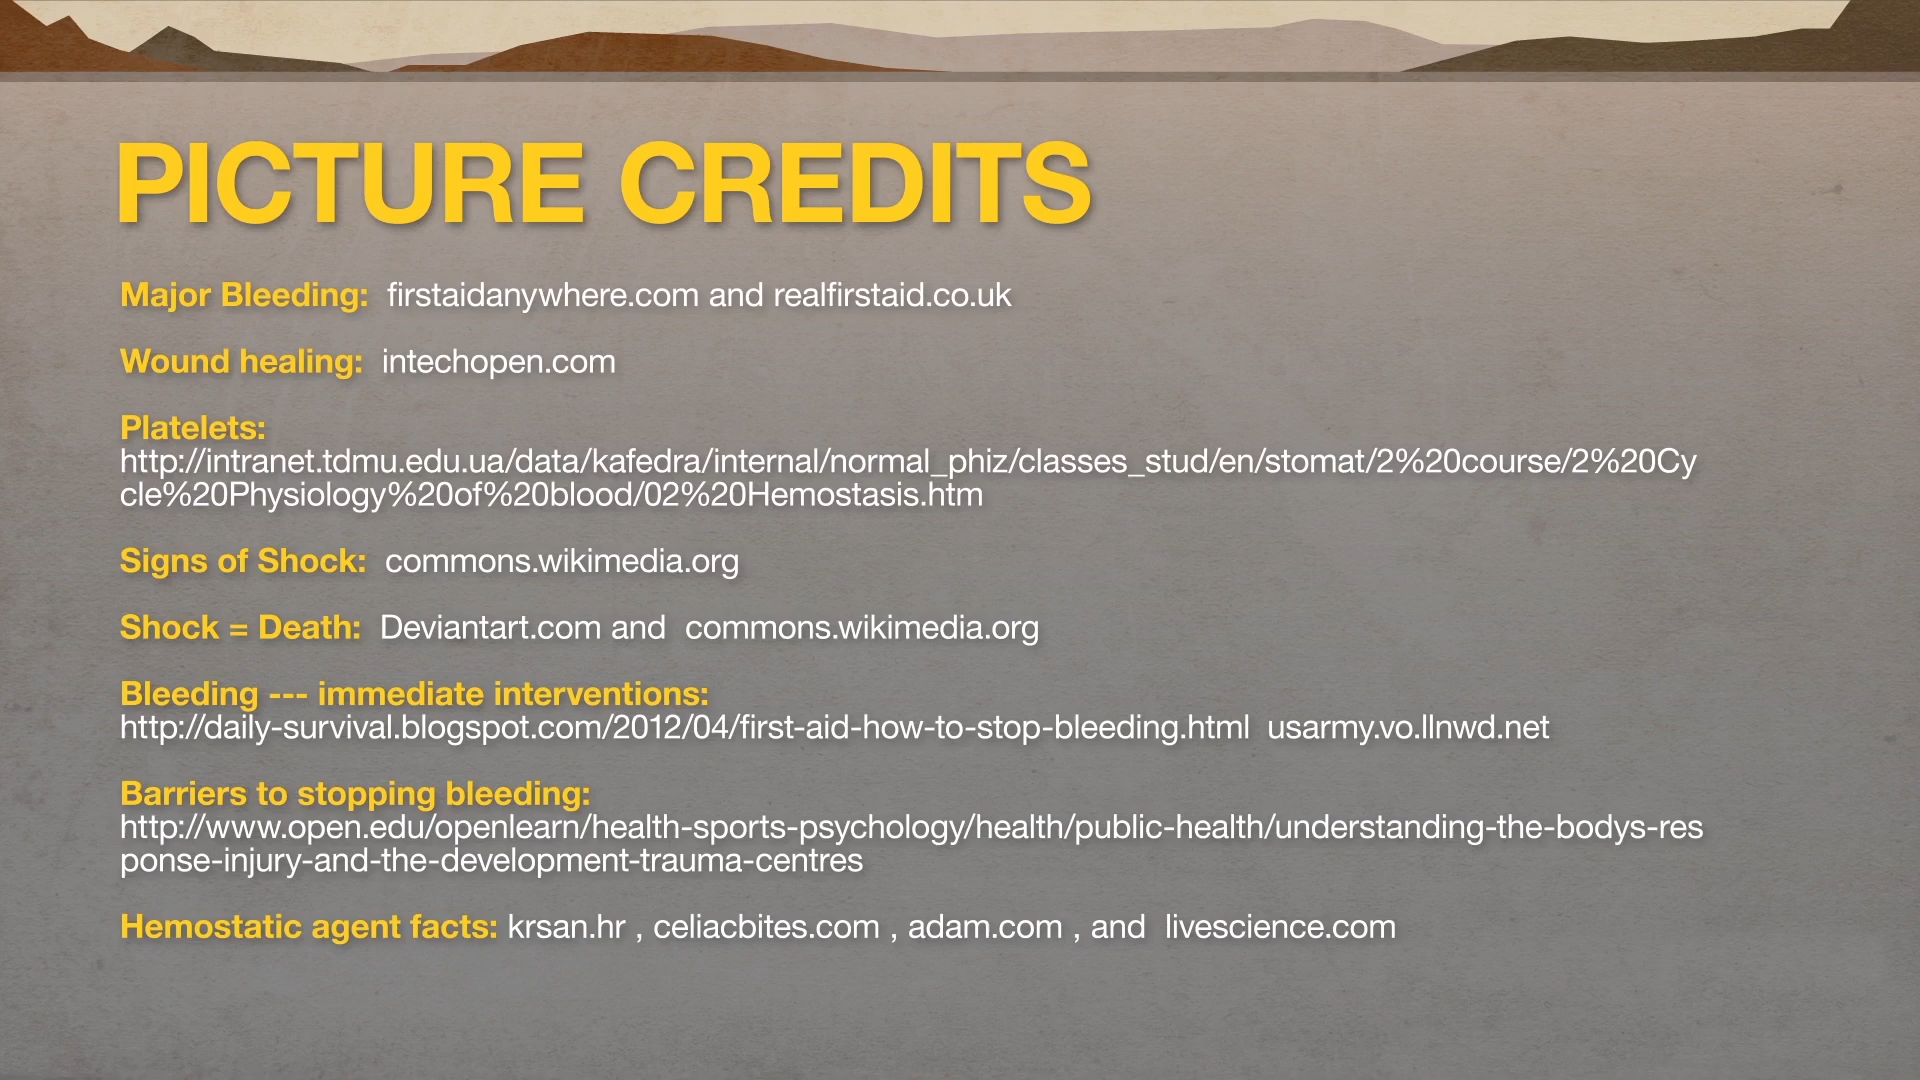 PICTURE CREDITS
Major Bleeding:  firstaidanywhere.com and realfirstaid.co.uk
Wound healing:  intechopen.com
Platelets:
http://intranet.tdmu.edu.ua/data/kafedra/internal/normal_phiz/classes_stud/en/stomat/2%20course/2%20Cy
cle%20Physiology%20of%20blood/02%20Hemostasis.htm
Signs of Shock:  commons.wikimedia.org
Shock = Death:  Deviantart.com and  commons.wikimedia.org
Bleeding --- immediate interventions:
http://daily-survival.blogspot.com/2012/04/first-aid-how-to-stop-bleeding.html  usarmy.vo.llnwd.net
Barriers to stopping bleeding:
http://www.open.edu/openlearn/health-sports-psychology/health/public-health/understanding-the-bodys-res
ponse-injury-and-the-development-trauma-centres
Hemostatic agent facts: krsan.hr , celiacbites.com , adam.com , and  livescience.com